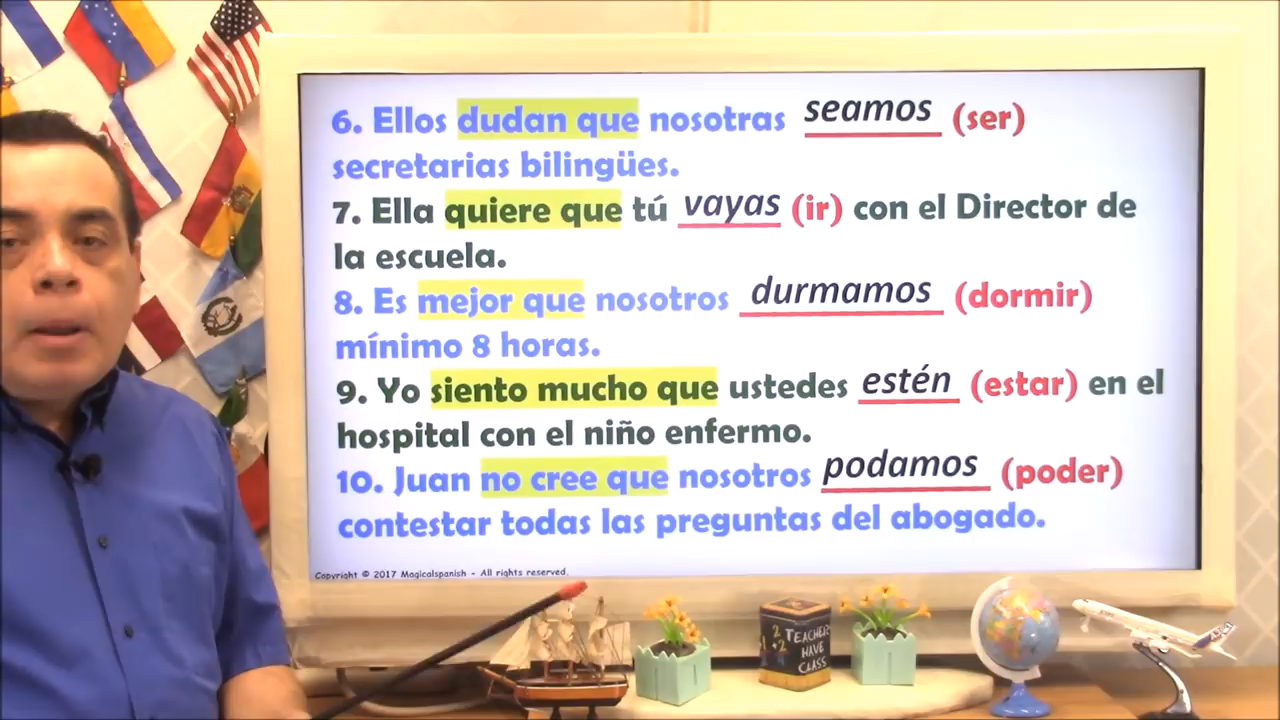 6. Ellos dudan que nosotras seamos (ser)
secretarias bilingües.
7. Ella quiere que tú vayas (ir) con el Director de
la escuela.
8. Es mejor que nosotros durmamos (dormir)
mínimo 8 horas.
9. Yo siento mucho que ustedes estén (estar) en el
hospital con el niño enfermo.
10. Juan no cree que nosotros podamos (poder)
contestar todas las preguntas del abogado.
Copyright © 2017 Magicalspanish - All rights reserved.
TEACHERS
HAVE
CLASS